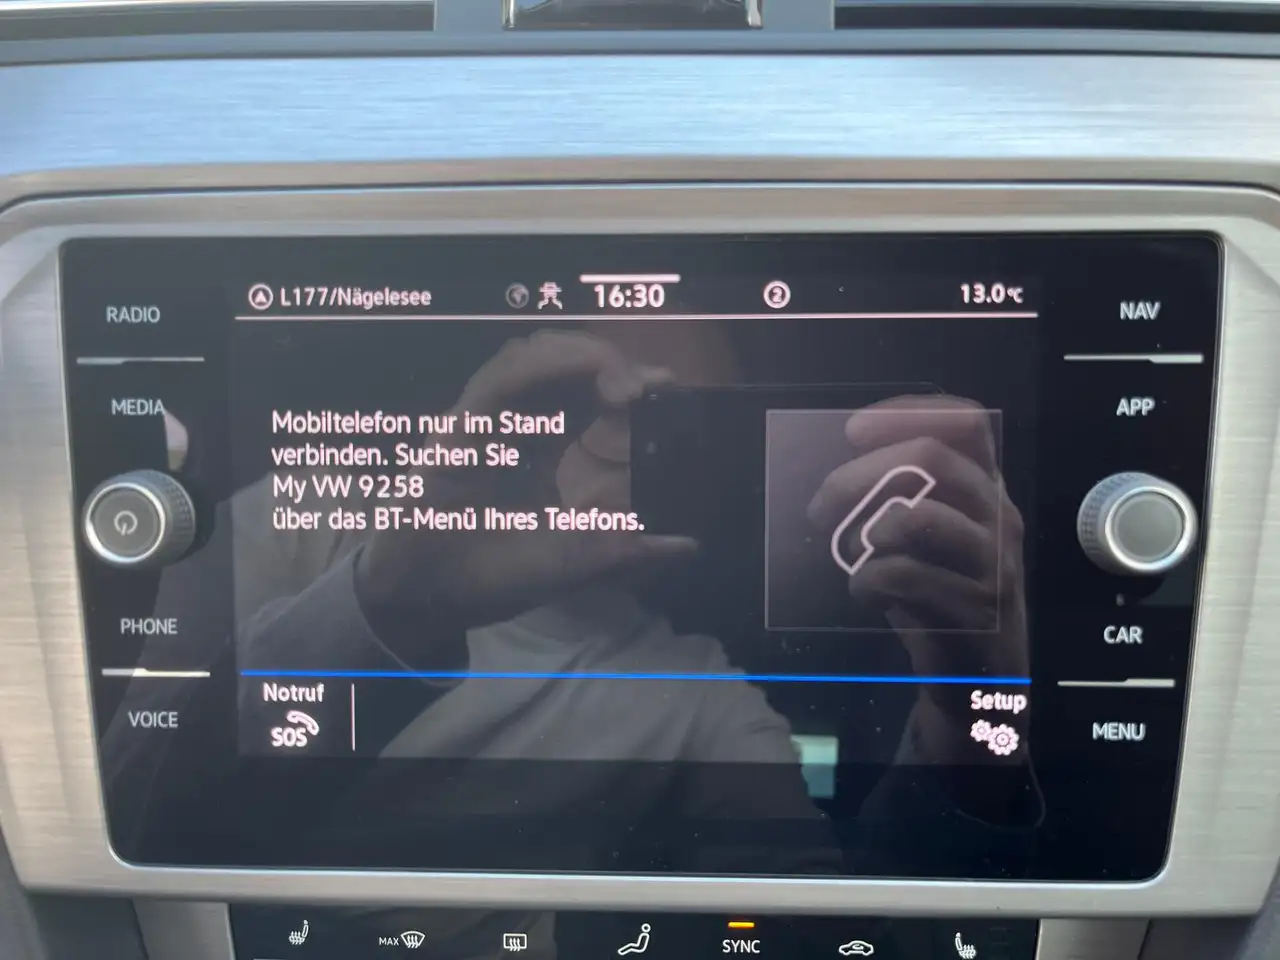 L177/Nägelesee 16:30 2 13.0°C
RADIO
NAV
MEDIA
APP
Mobiltelefon nur im Stand
verbinden. Suchen Sie
My VW 9258
über das BT-Menü Ihres Telefons.
PHONE
CAR
VOICE
MENU
Notruf
SOS
Setup
MAX
SYNC